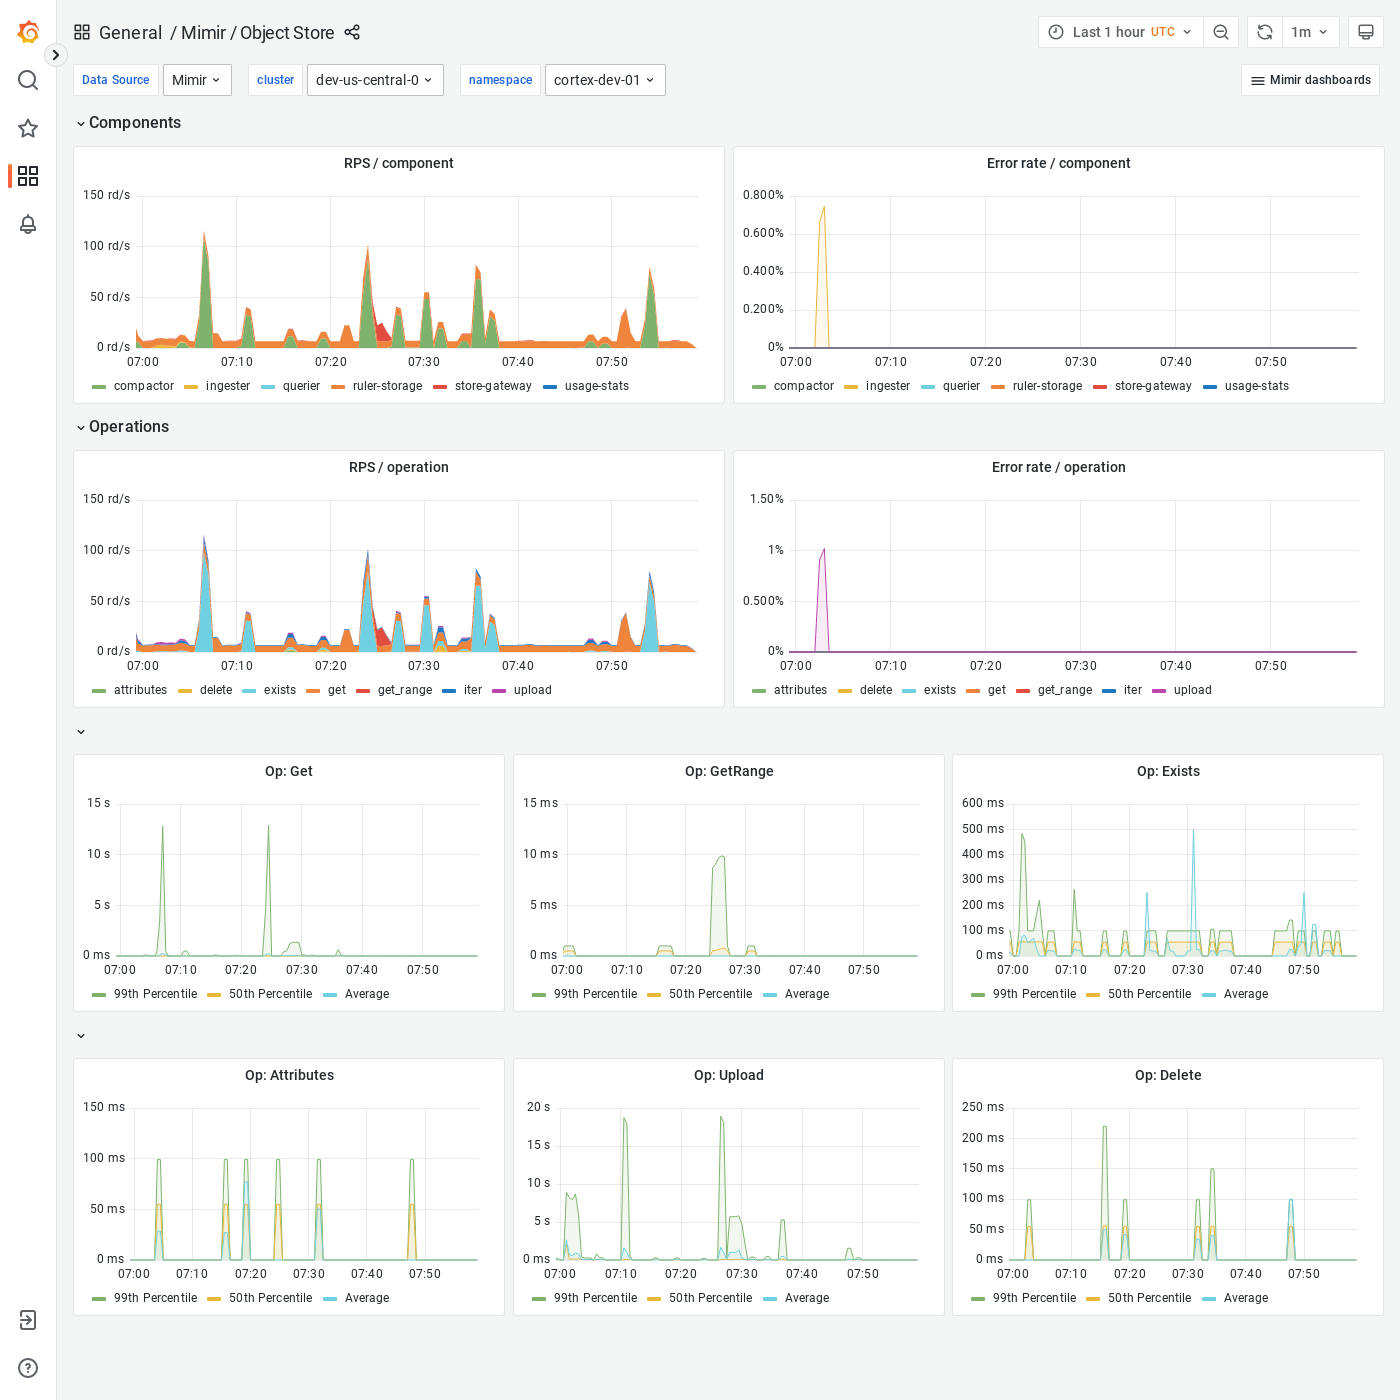 General / Mimir / Object Store
Last 1 hour UTC
1m
Data Source Mimir cluster dev-us-central-0 namespace cortex-dev-01 Mimir dashboards
Components
RPS / component
150 rd/s
100 rd/s
50 rd/s
0 rd/s
07:00 07:10 07:20 07:30 07:40 07:50
compactor ingester querier ruler-storage store-gateway usage-stats
Error rate / component
0.800%
0.600%
0.400%
0.200%
0%
07:00 07:10 07:20 07:30 07:40 07:50
compactor ingester querier ruler-storage store-gateway usage-stats
Operations
RPS / operation
150 rd/s
100 rd/s
50 rd/s
0 rd/s
07:00 07:10 07:20 07:30 07:40 07:50
attributes delete exists get get_range iter upload
Error rate / operation
1.50%
1%
0.500%
0%
07:00 07:10 07:20 07:30 07:40 07:50
attributes delete exists get get_range iter upload
Op: Get
15 s
10 s
5 s
0 ms
07:00 07:10 07:20 07:30 07:40 07:50
99th Percentile 50th Percentile Average
Op: GetRange
15 ms
10 ms
5 ms
0 ms
07:00 07:10 07:20 07:30 07:40 07:50
99th Percentile 50th Percentile Average
Op: Exists
600 ms
500 ms
400 ms
300 ms
200 ms
100 ms
0 ms
07:00 07:10 07:20 07:30 07:40 07:50
99th Percentile 50th Percentile Average
Op: Attributes
150 ms
100 ms
50 ms
0 ms
07:00 07:10 07:20 07:30 07:40 07:50
99th Percentile 50th Percentile Average
Op: Upload
20 s
15 s
10 s
5 s
0 ms
07:00 07:10 07:20 07:30 07:40 07:50
99th Percentile 50th Percentile Average
Op: Delete
250 ms
200 ms
150 ms
100 ms
50 ms
0 ms
07:00 07:10 07:20 07:30 07:40 07:50
99th Percentile 50th Percentile Average